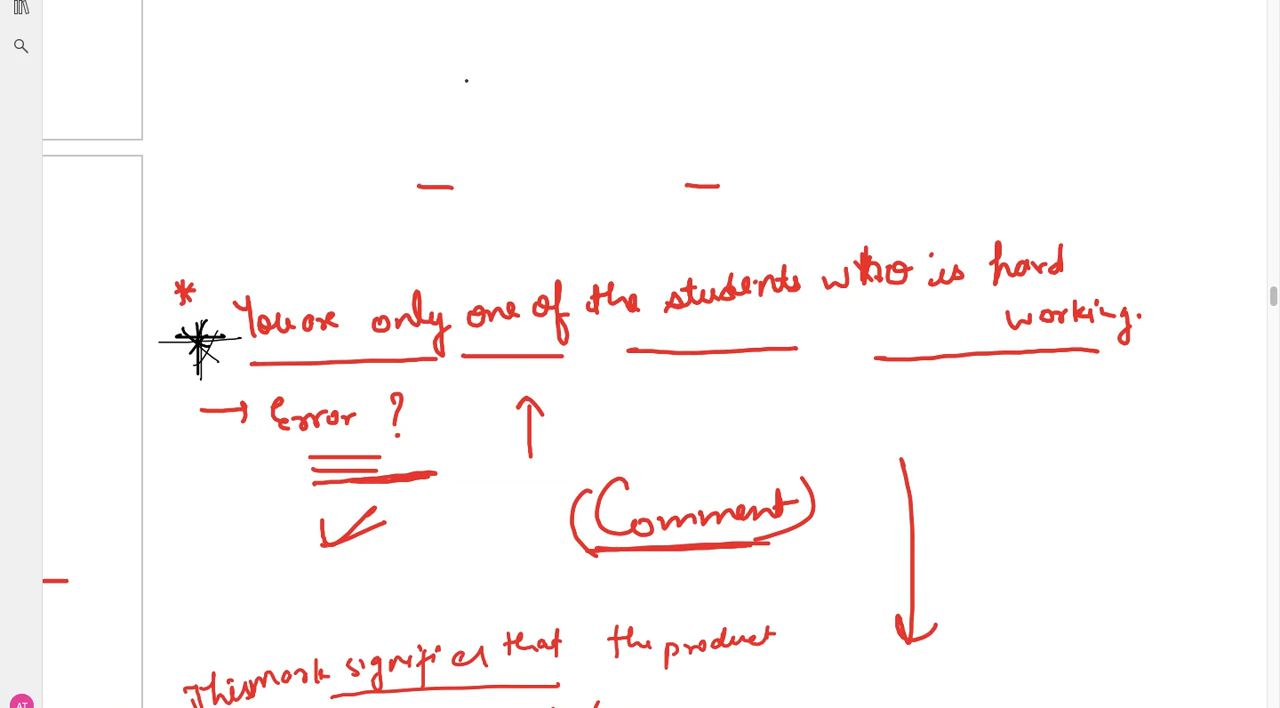 * You are only one of the students who is hard
working.
→ Error ?
(Comment)
This mark signifies that the product
AT